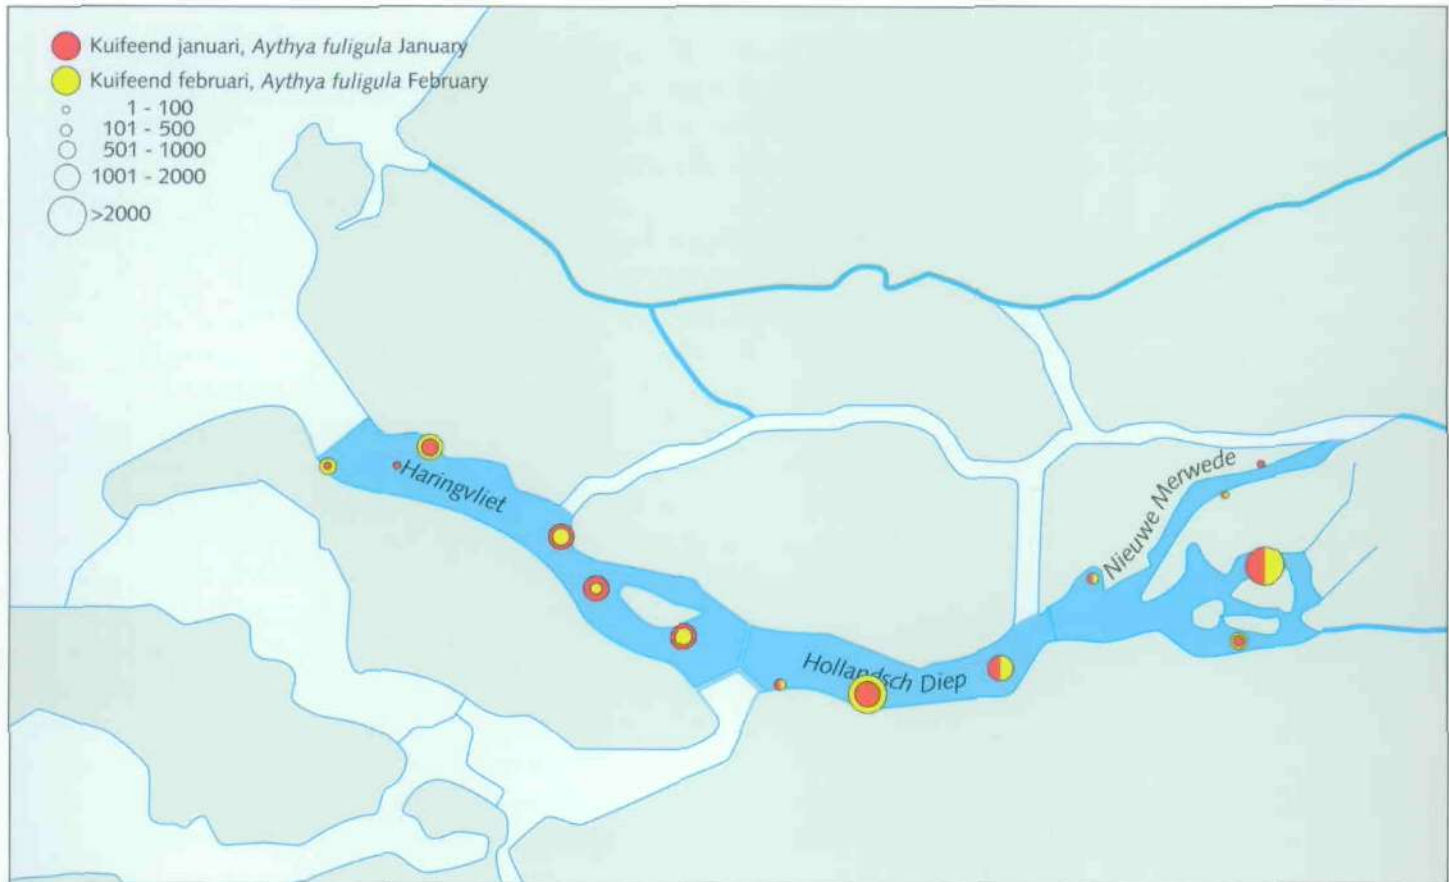 Kuifeend januari, Aythya fuligula January
Kuifeend februari, Aythya fuligula February
1 - 100
101 - 500
501 - 1000
1001 - 2000
>2000
Haringvliet
Nieuwe Merwede
Hollandsch Diep